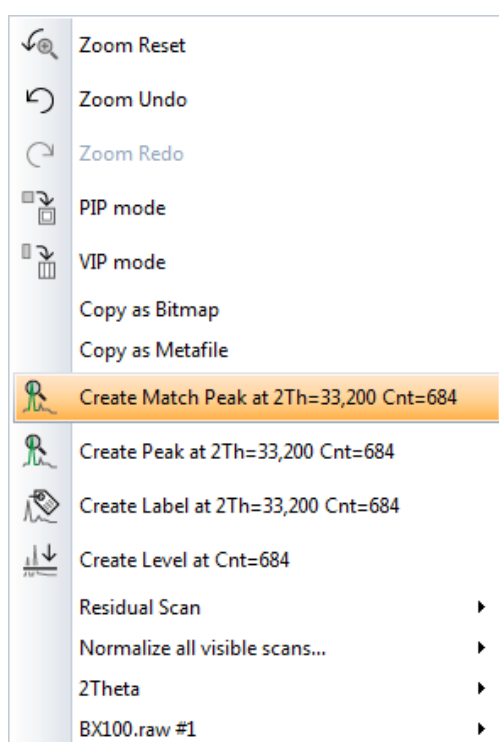 Zoom Reset
Zoom Undo
Zoom Redo
PIP mode
VIP mode
Copy as Bitmap
Copy as Metafile
Create Match Peak at 2Th=33,200 Cnt=684
Create Peak at 2Th=33,200 Cnt=684
Create Label at 2Th=33,200 Cnt=684
Create Level at Cnt=684
Residual Scan
Normalize all visible scans...
2Theta
BX100.raw #1